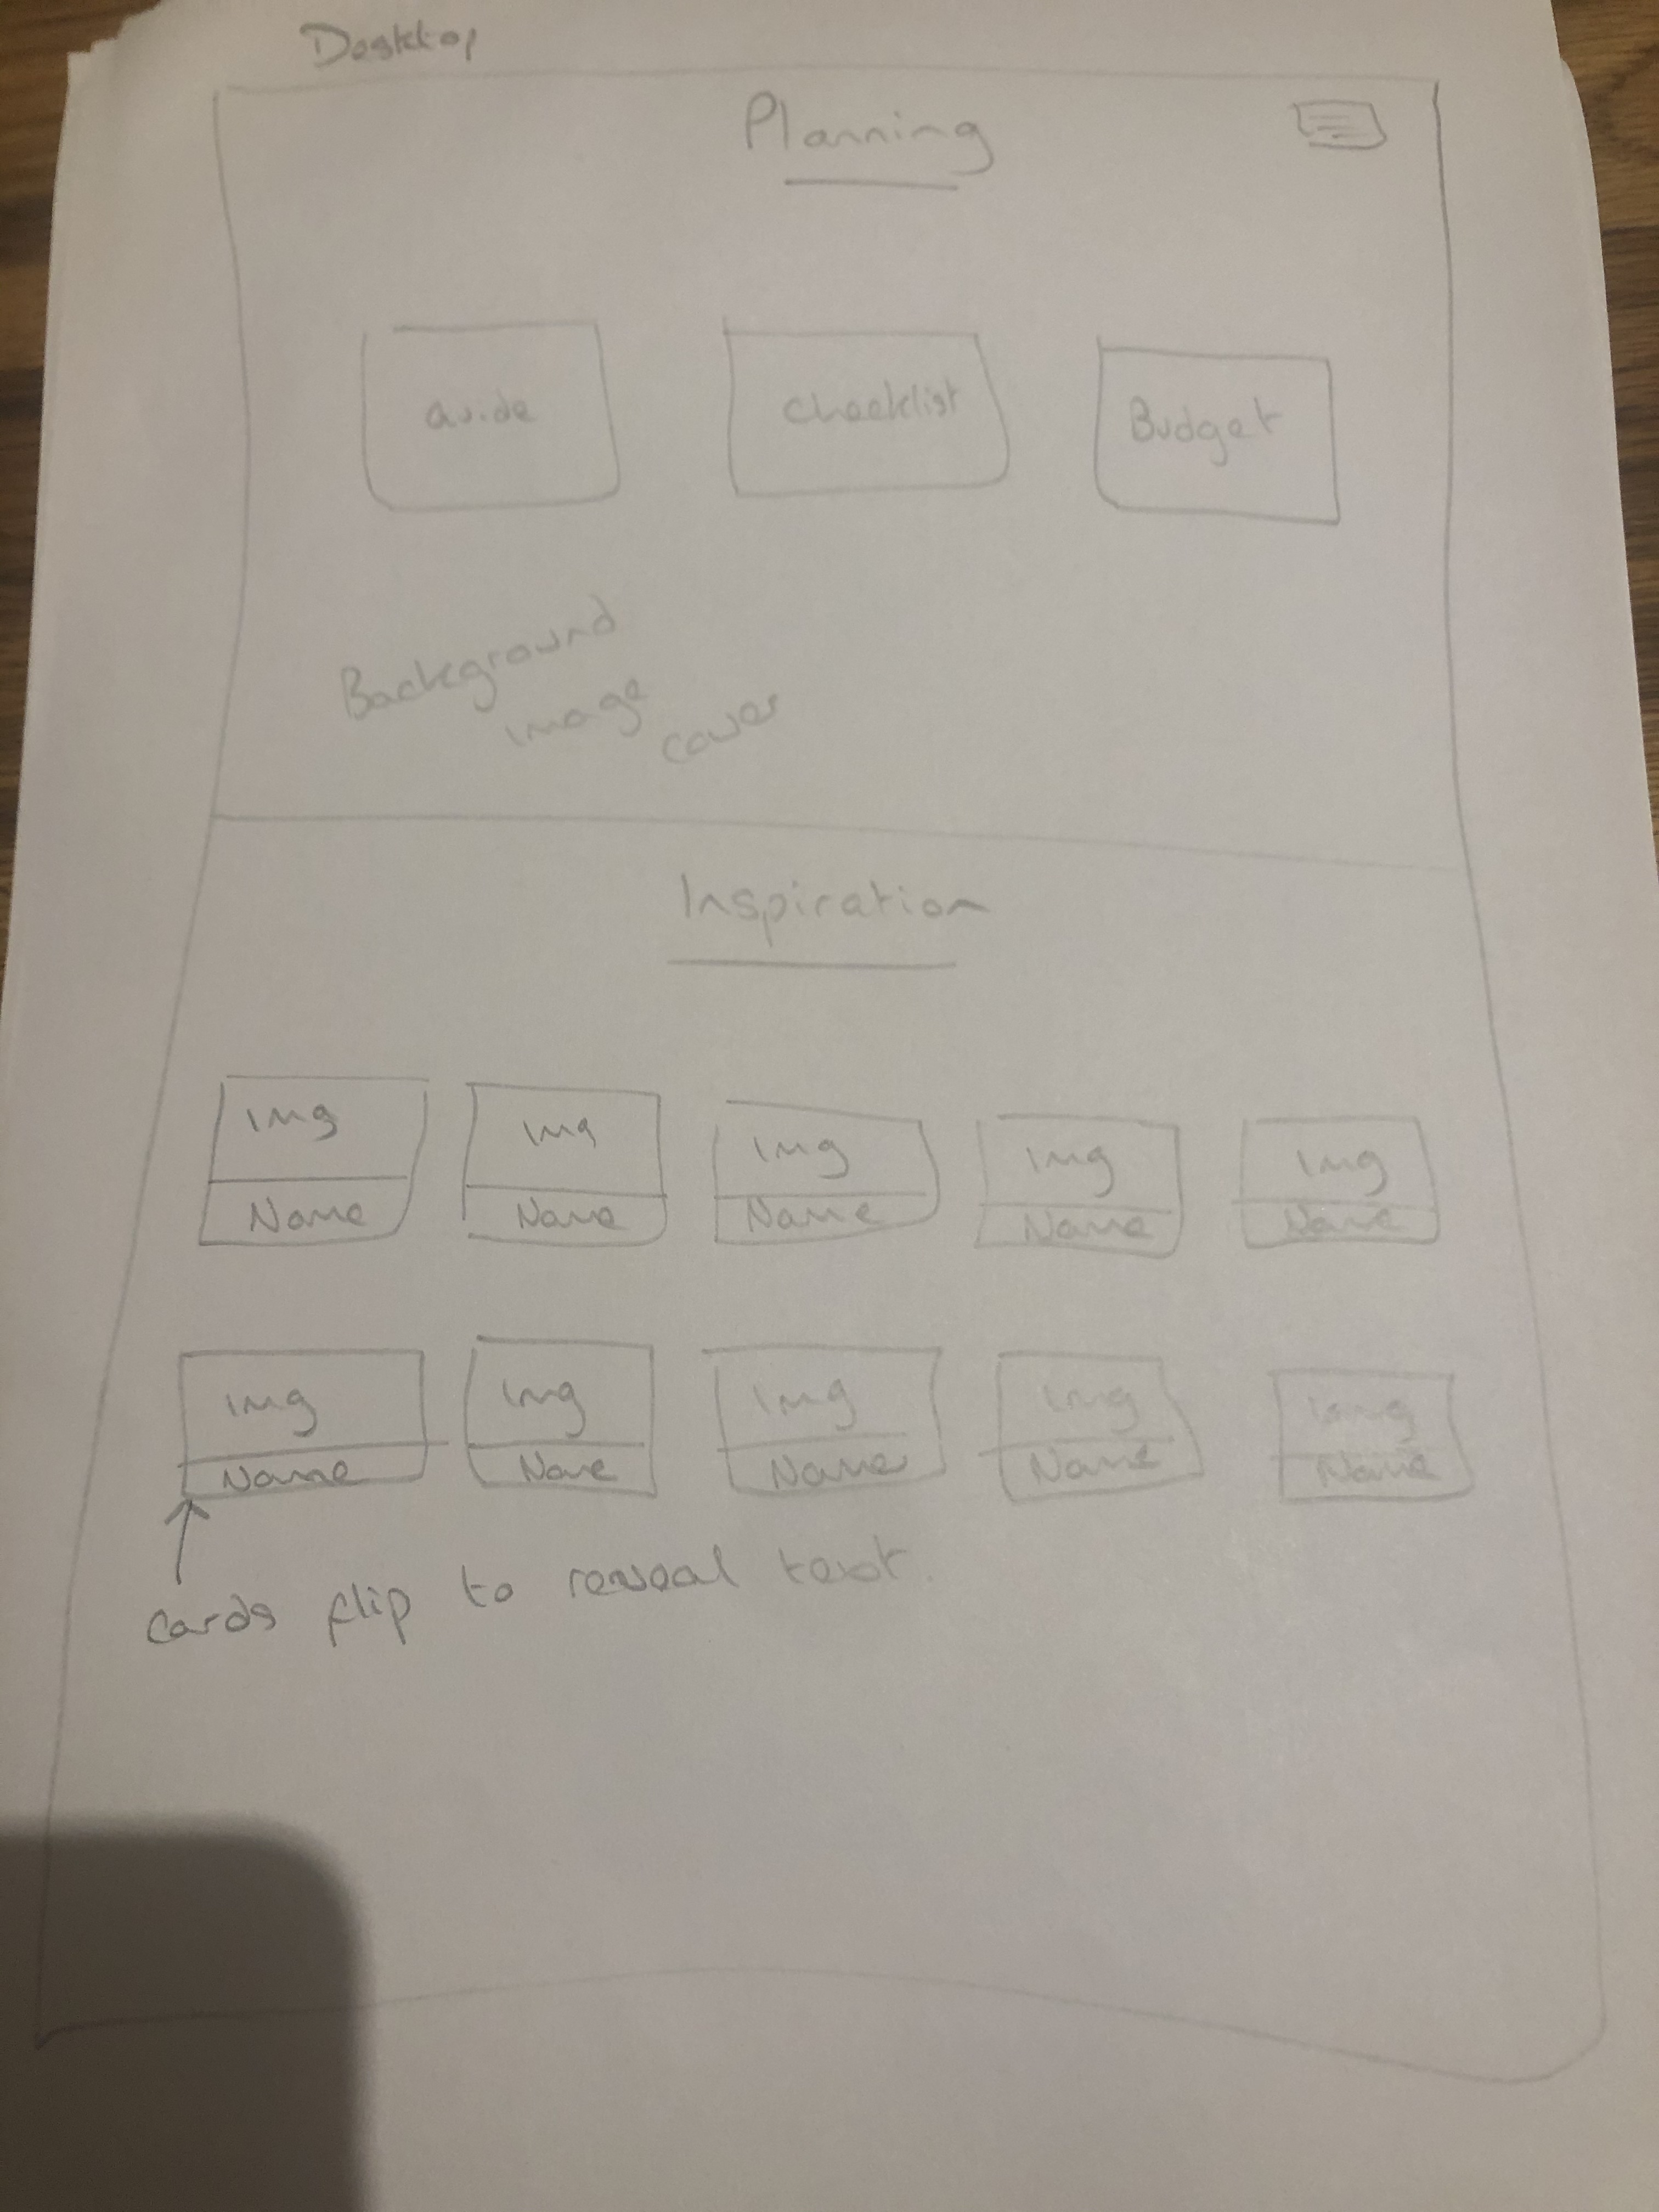 Desktop
Planning
Guide
Checklist
Budget
Background
image
cover
Inspiration
img
img
img
img
img
Name
Name
Name
Name
Name
img
img
img
img
img
Name
Name
Name
Name
Name
cards flip to reveal text.